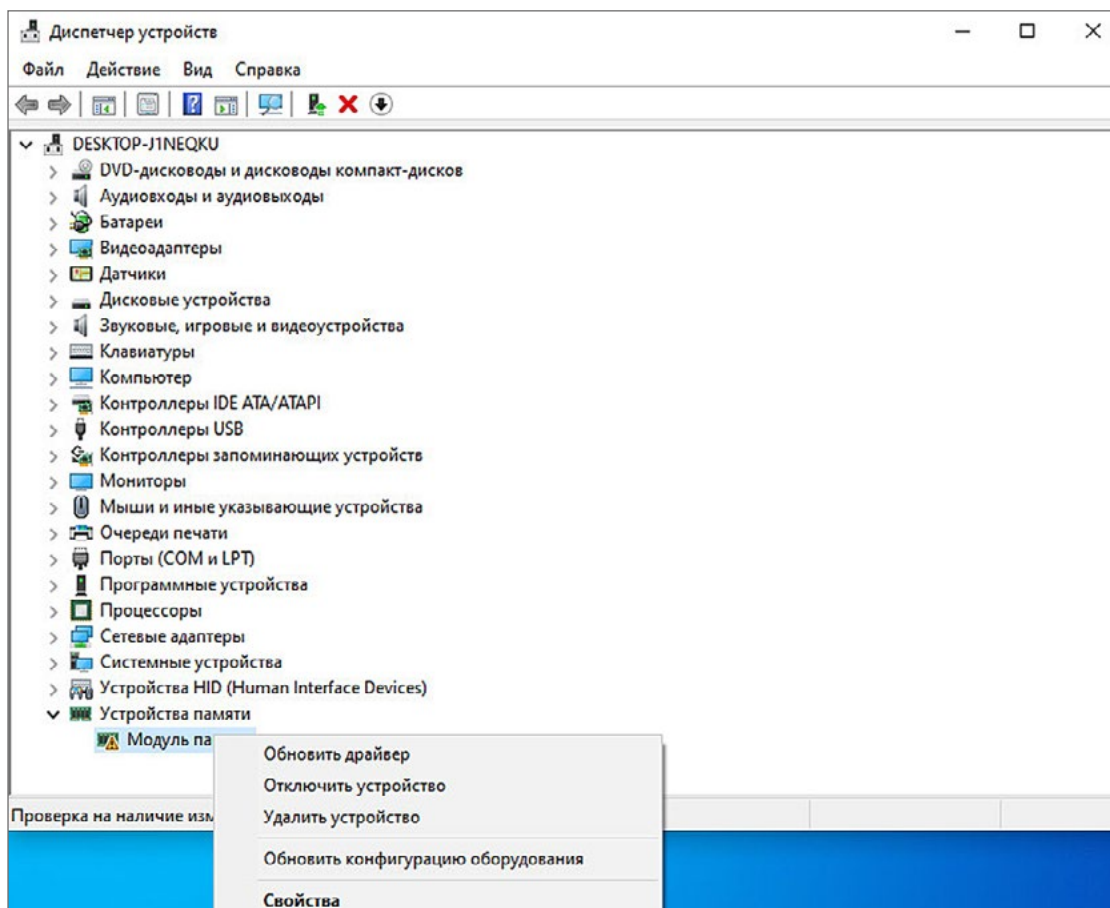 Диспетчер устройств
Файл Действие Вид Справка
DESKTOP-J1NEQKU
DVD-дисководы и дисководы компакт-дисков
Аудиовходы и аудиовыходы
Батареи
Видеоадаптеры
Датчики
Дисковые устройства
Звуковые, игровые и видеоустройства
Клавиатуры
Компьютер
Контроллеры IDE ATA/ATAPI
Контроллеры USB
Контроллеры запоминающих устройств
Мониторы
Мыши и иные указывающие устройства
Очереди печати
Порты (COM и LPT)
Программные устройства
Процессоры
Сетевые адаптеры
Системные устройства
Устройства HID (Human Interface Devices)
Устройства памяти
Модуль па
Обновить драйвер
Отключить устройство
Удалить устройство
Обновить конфигурацию оборудования
Свойства
Проверка на наличие изм